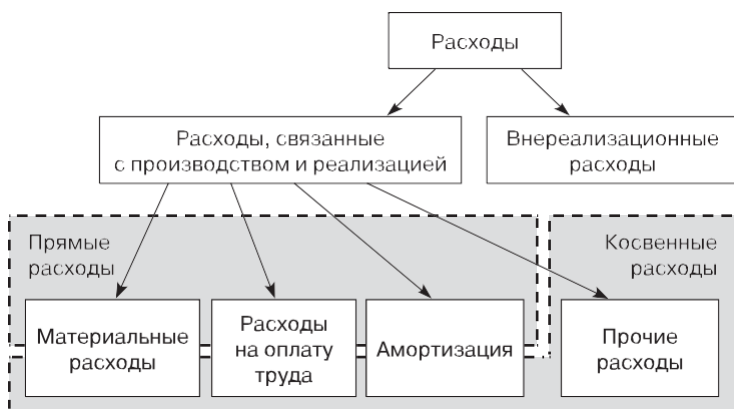 Расходы
Расходы, связанные
с производством и реализацией
Внереализационные
расходы
Прямые
расходы
Косвенные
расходы
Материальные
расходы
Расходы
на оплату
труда
Амортизация
Прочие
расходы